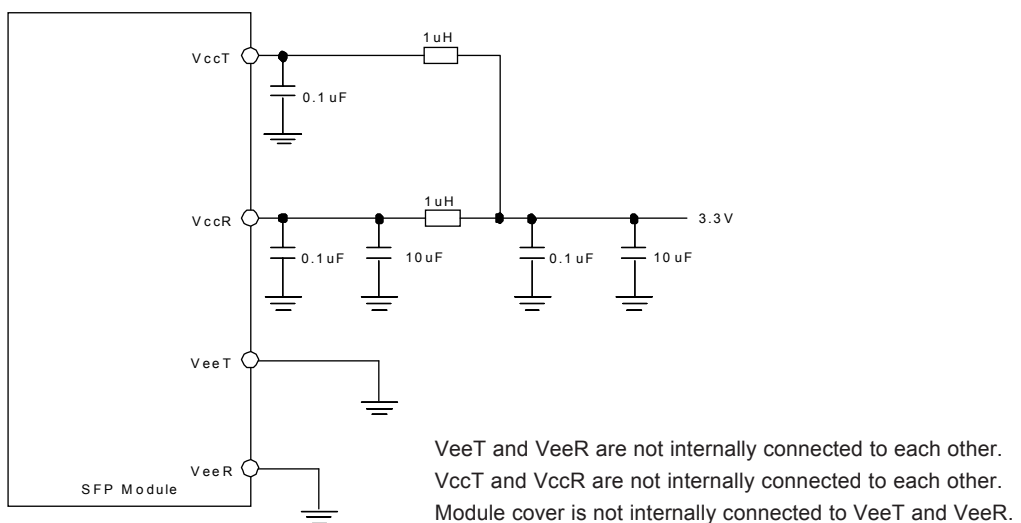 1uH
VccT
0.1uF
1uH
VccR
3.3V
0.1uF
10uF
0.1uF
10uF
VeeT
VeeR
SFP Module
VeeT and VeeR are not internally connected to each other.
VccT and VccR are not internally connected to each other.
Module cover is not internally connected to VeeT and VeeR.